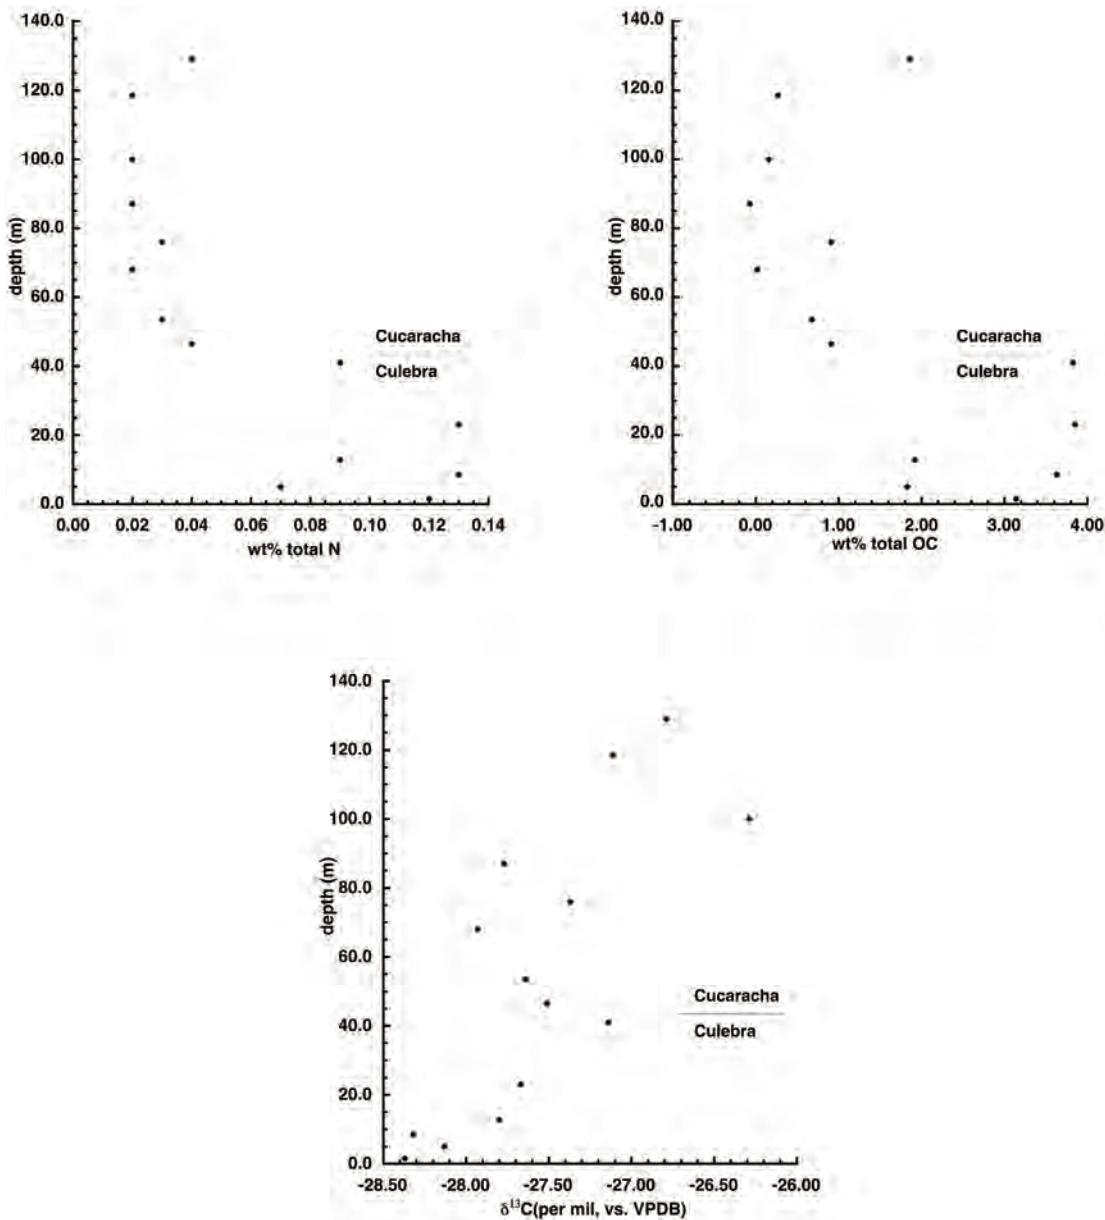 140.0
120.0
100.0
80.0
60.0
40.0
20.0
0.0
depth (m)
Cucaracha
Culebra
0.00 0.02 0.04 0.06 0.08 0.10 0.12 0.14
wt% total N
140.0
120.0
100.0
80.0
60.0
40.0
20.0
0.0
depth (m)
Cucaracha
Culebra
-1.00 0.00 1.00 2.00 3.00 4.00
wt% total OC
140.0
120.0
100.0
80.0
60.0
40.0
20.0
0.0
depth (m)
Cucaracha
Culebra
-28.50 -28.00 -27.50 -27.00 -26.50 -26.00
δ¹³C(per mil, vs. VPDB)